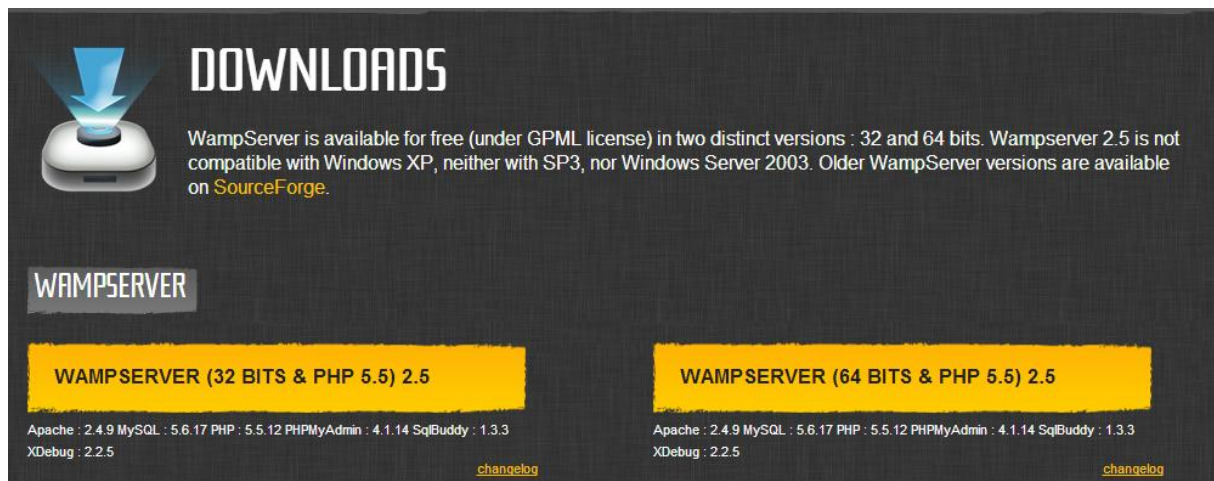 DOWNLOADS
WampServer is available for free (under GPML license) in two distinct versions : 32 and 64 bits. Wampserver 2.5 is not
compatible with Windows XP, neither with SP3, nor Windows Server 2003. Older WampServer versions are available
on SourceForge.
WAMPSERVER
WAMPSERVER (32 BITS & PHP 5.5) 2.5
Apache : 2.4.9 MySQL : 5.6.17 PHP : 5.5.12 PHPMyAdmin : 4.1.14 SqlBuddy : 1.3.3
XDebug : 2.2.5
changelog
WAMPSERVER (64 BITS & PHP 5.5) 2.5
Apache : 2.4.9 MySQL : 5.6.17 PHP : 5.5.12 PHPMyAdmin : 4.1.14 SqlBuddy : 1.3.3
XDebug : 2.2.5
changelog